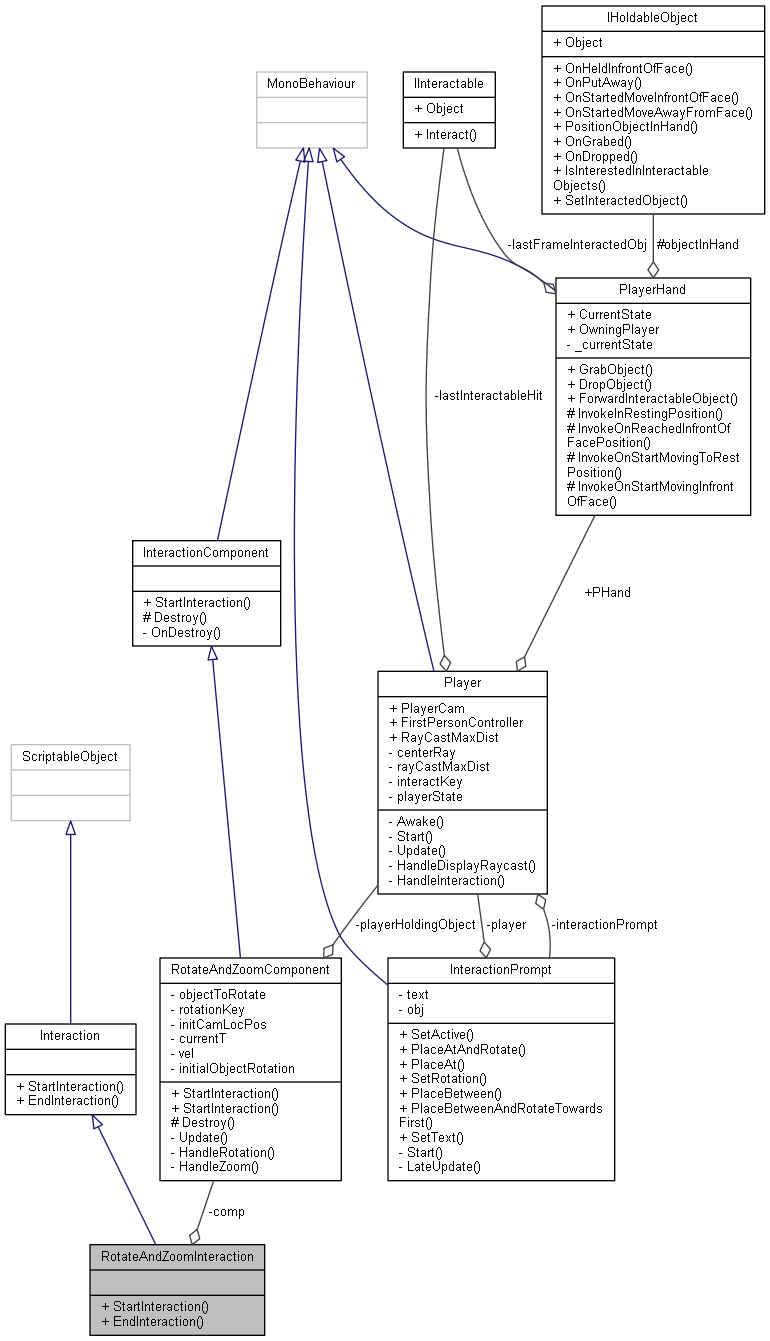 IHoldableObject
+ Object
+ OnHeldInfrontOfFace()
+ OnPutAway()
+ OnStartedMoveInfrontOfFace()
+ OnStartedMoveAwayFromFace()
+ PositionObjectInHand()
+ OnGrabed()
+ OnDropped()
+ IsInterestedInInteractable
Objects()
+ SetInteractedObject()
MonoBehaviour
IInteractable
+ Object
+ Interact()
-lastFrameInteractedObj
#objectInHand
PlayerHand
+ CurrentState
+ OwningPlayer
- _currentState
+ GrabObject()
+ DropObject()
+ ForwardInteractableObject()
# InvokeInRestingPosition()
# InvokeOnReachedInfrontOf
FacePosition()
# InvokeOnStartMovingToRest
Position()
# InvokeOnStartMovingInfront
OfFace()
-lastInteractableHit
InteractionComponent
+ StartInteraction()
# Destroy()
- OnDestroy()
+PHand
Player
+ PlayerCam
+ FirstPersonController
+ RayCastMaxDist
- centerRay
- rayCastMaxDist
- interactKey
- playerState
- Awake()
- Start()
- Update()
- HandleDisplayRaycast()
- HandleInteraction()
ScriptableObject
-playerHoldingObject
-player
-interactionPrompt
RotateAndZoomComponent
- objectToRotate
- rotationKey
- initCamLocPos
- currentT
- vel
- initialObjectRotation
+ StartInteraction()
+ StartInteraction()
# Destroy()
- Update()
- HandleRotation()
- HandleZoom()
InteractionPrompt
- text
- obj
+ SetActive()
+ PlaceAtAndRotate()
+ PlaceAt()
+ SetRotation()
+ PlaceBetween()
+ PlaceBetweenAndRotateTowards
First()
+ SetText()
- Start()
- LateUpdate()
Interaction
+ StartInteraction()
+ EndInteraction()
-comp
RotateAndZoomInteraction
+ StartInteraction()
+ EndInteraction()